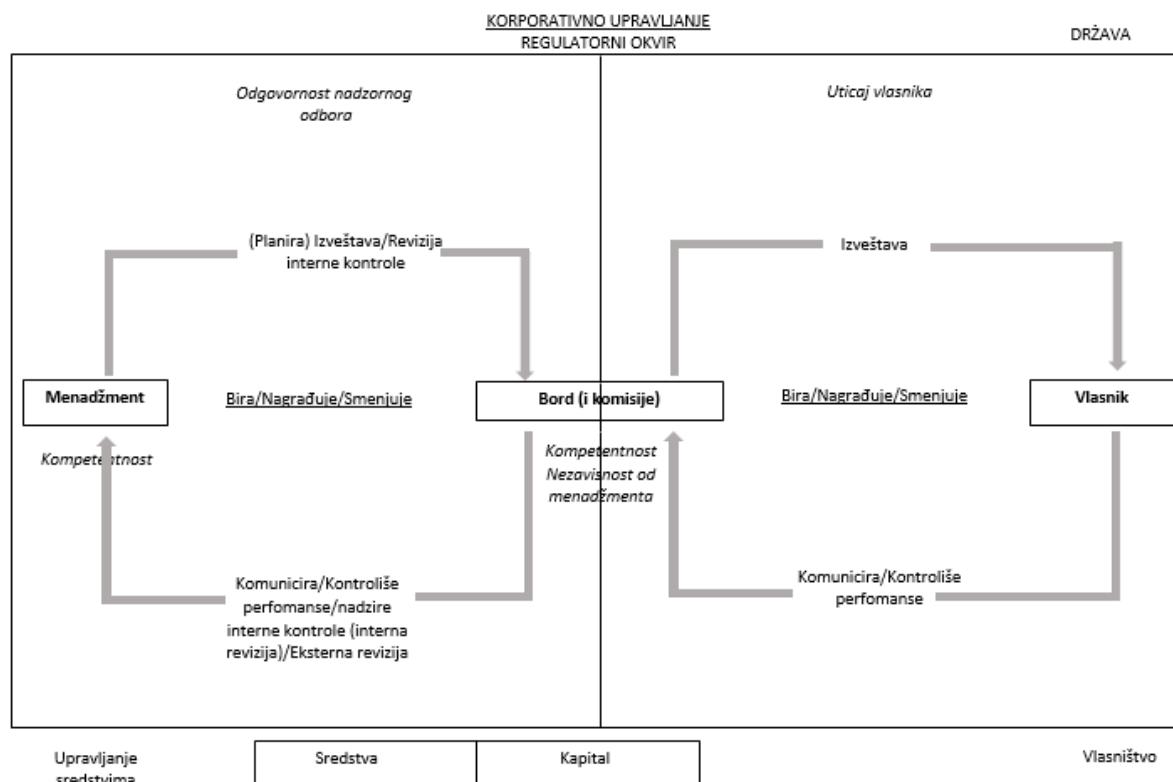 KORPORATIVNO UPRAVLJANJE
REGULATORNI OKVIR
DRŽAVA
Odgovornost nadzornog
odbora
Uticaj vlasnika
(Planira) Izveštava/Revizija
interne kontrole
Izveštava
Menadžment
Bira/Nagrađuje/Smenjuje
Bord (i komisije)
Bira/Nagrađuje/Smenjuje
Vlasnik
Kompetentnost
Kompetentnost
Nezavisnost od
menadžmenta
Komunicira/Kontroliše
perfomanse/nadzire
interne kontrole (interna
revizija)/Eksterna revizija
Komunicira/Kontroliše
perfomanse
Upravljanje
sredstvima
Sredstva
Kapital
Vlasništvo